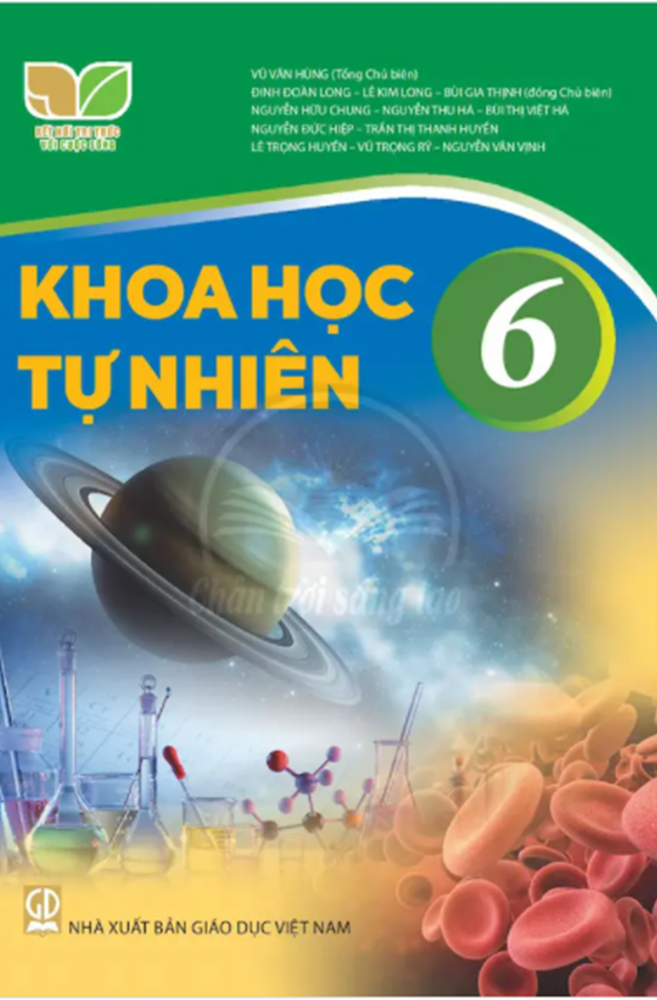 VŨ VĂN HÙNG (Tổng Chủ biên)
ĐINH ĐOÀN LONG – LÊ KIM LONG – BÙI GIA THỊNH (đồng Chủ biên)
NGUYỄN HỮU CHUNG – NGUYỄN THU HÀ – BÙI THỊ VIỆT HÀ
NGUYỄN ĐỨC HIỆP – TRẦN THỊ THANH HUYỀN
LÊ TRỌNG HUYỀN – VŨ TRỌNG RỸ – NGUYỄN VĂN VỊNH
KẾT NỐI TRI THỨC
VỚI CUỘC SỐNG
KHOA HỌC
TỰ NHIÊN
6
Chân trời sáng tạo
GD
NHÀ XUẤT BẢN GIÁO DỤC VIỆT NAM